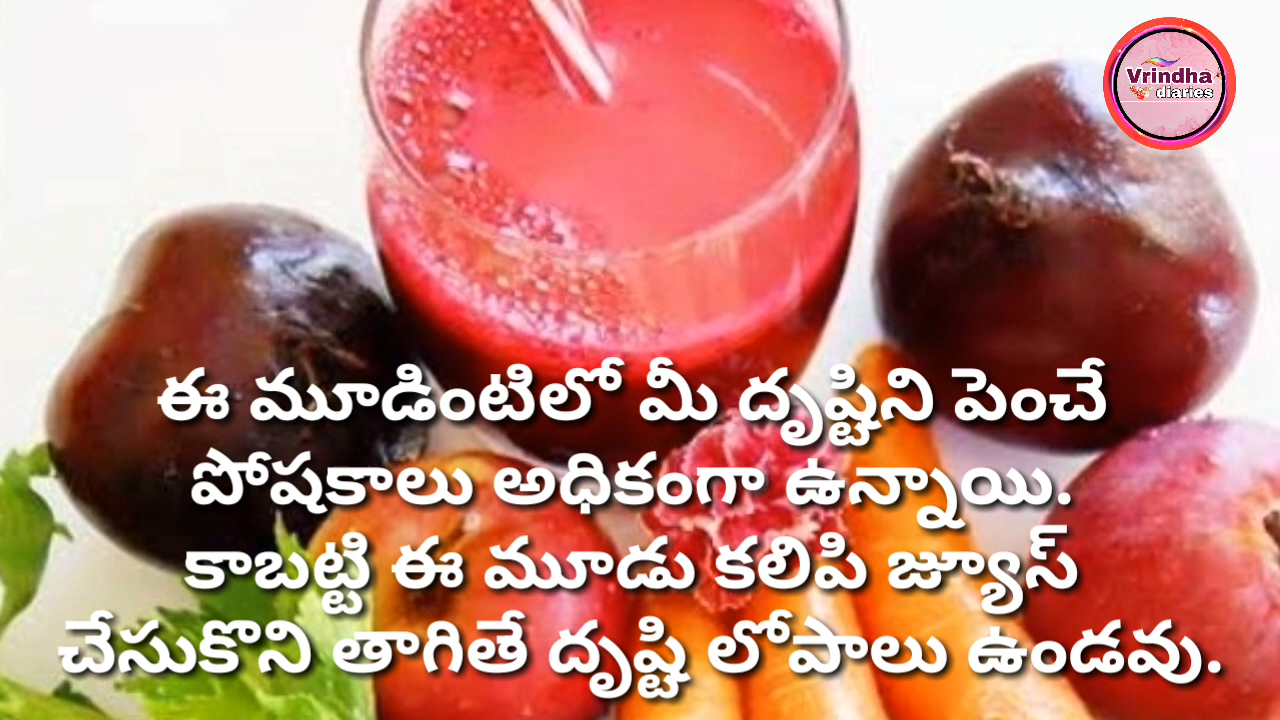 Vrindha
diaries
ఈ మూడింటిలో మీ దృష్టిని పెంచే
పోషకాలు అధికంగా ఉన్నాయి.
కాబట్టి ఈ మూడు కలిపి జ్యూస్
చేసుకొని తాగితే దృష్టి లోపాలు ఉండవు.